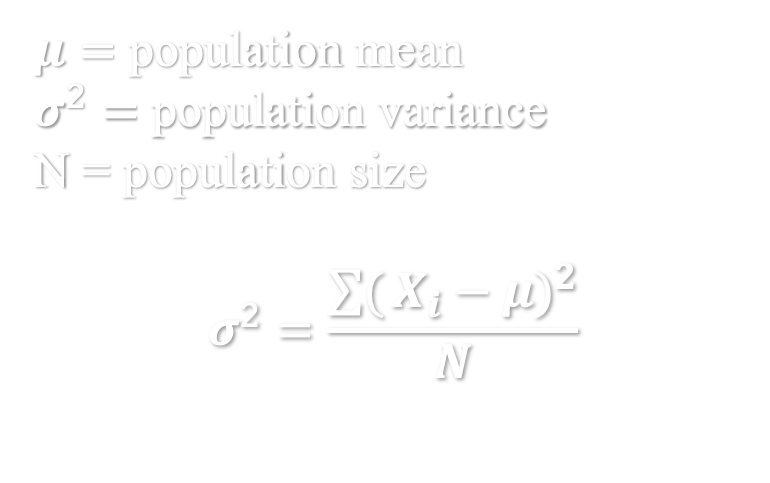 μ = population mean
σ² = population variance
N = population size
σ² = ∑( Xᵢ − μ)² / N